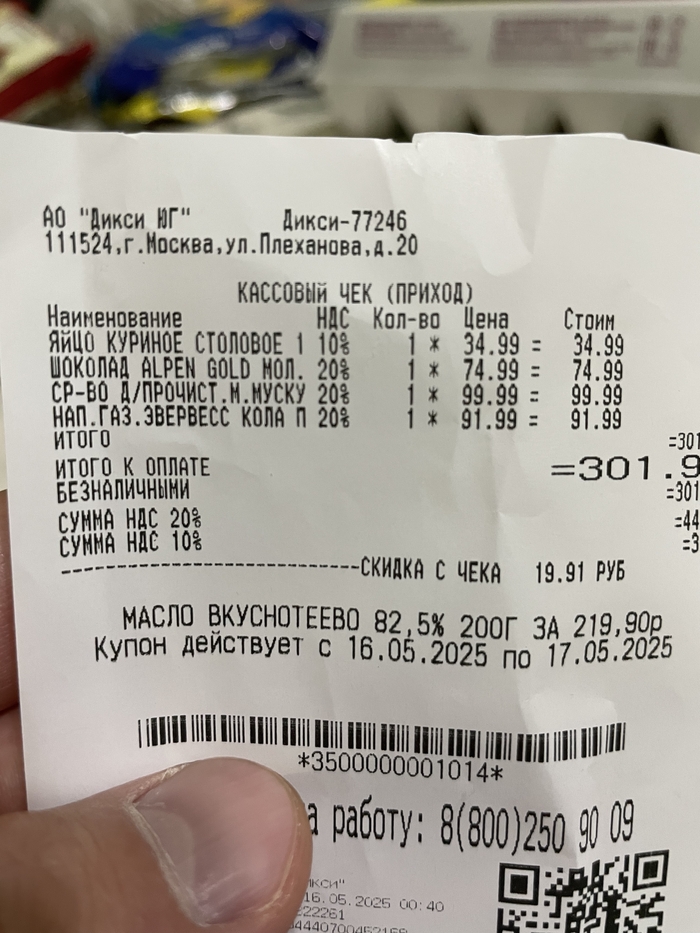 АО "Дикси ЮГ" Дикси-77246
111524,г.Москва,ул.Плеханова,д.20
КАССОВЫЙ ЧЕК (ПРИХОД)
Наименование НДС Кол-во Цена Стоим
ЯЙЦО КУРИНОЕ СТОЛОВОЕ 1 10% 1 * 34.99 = 34.99
ШОКОЛАД ALPEN GOLD МОЛ. 20% 1 * 74.99 = 74.99
СР-ВО Д/ПРОЧИСТ.М.МУСКУ 20% 1 * 99.99 = 99.99
НАП.ГАЗ.ЭВЕРВЕСС КОЛА П 20% 1 * 91.99 = 91.99
ИТОГО =301
ИТОГО К ОПЛАТЕ =301.9
БЕЗНАЛИЧНЫМИ =301
СУММА НДС 20% =44
СУММА НДС 10% =3
------------------------СКИДКА С ЧЕКА 19.91 РУБ
МАСЛО ВКУСНОТЕЕВО 82,5% 200Г ЗА 219,90р
Купон действует с 16.05.2025 по 17.05.2025
*3500000001014*
а работу: 8(800)250 90 09
ИКСИ"
16.05.2025 00:40
22261